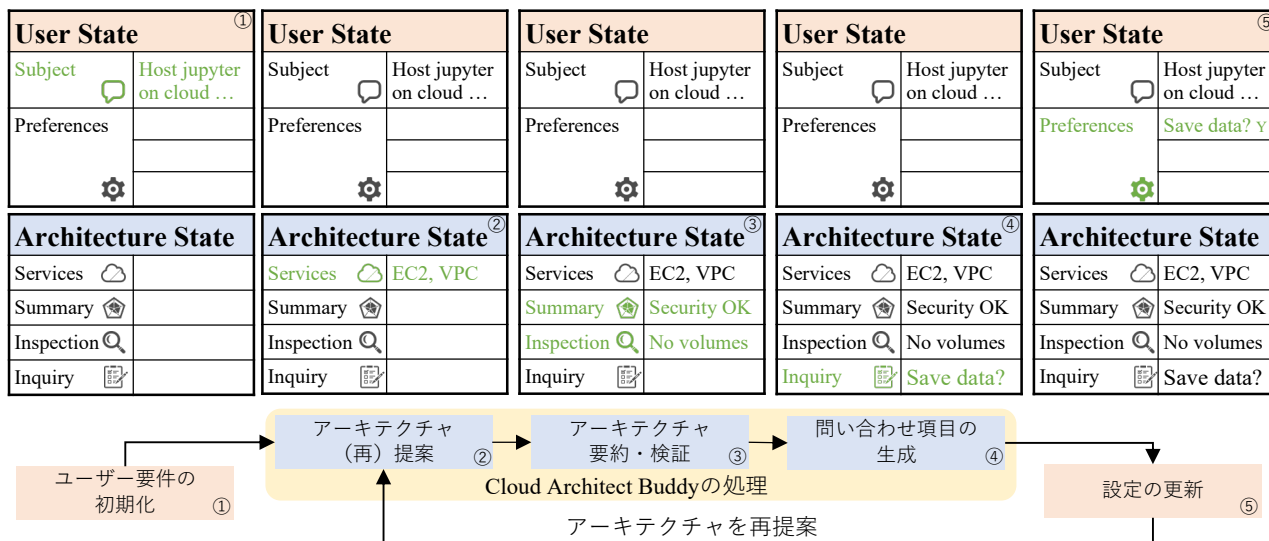 User State ①
Subject
Host jupyter
on cloud …
Preferences
Architecture State
Services
Summary
Inspection
Inquiry
User State
Subject
Host jupyter
on cloud …
Preferences
Architecture State ②
Services EC2, VPC
Summary
Inspection
Inquiry
User State
Subject
Host jupyter
on cloud …
Preferences
Architecture State ③
Services EC2, VPC
Summary Security OK
Inspection No volumes
Inquiry
User State
Subject
Host jupyter
on cloud …
Preferences
Architecture State ④
Services EC2, VPC
Summary Security OK
Inspection No volumes
Inquiry Save data?
User State ⑤
Subject
Host jupyter
on cloud …
Preferences Save data? Y
Architecture State
Services EC2, VPC
Summary Security OK
Inspection No volumes
Inquiry Save data?
ユーザー要件の
初期化 ①
アーキテクチャ
（再）提案 ②
アーキテクチャ
要約・検証 ③
問い合わせ項目の
生成 ④
Cloud Architect Buddyの処理
設定の更新
⑤
アーキテクチャを再提案